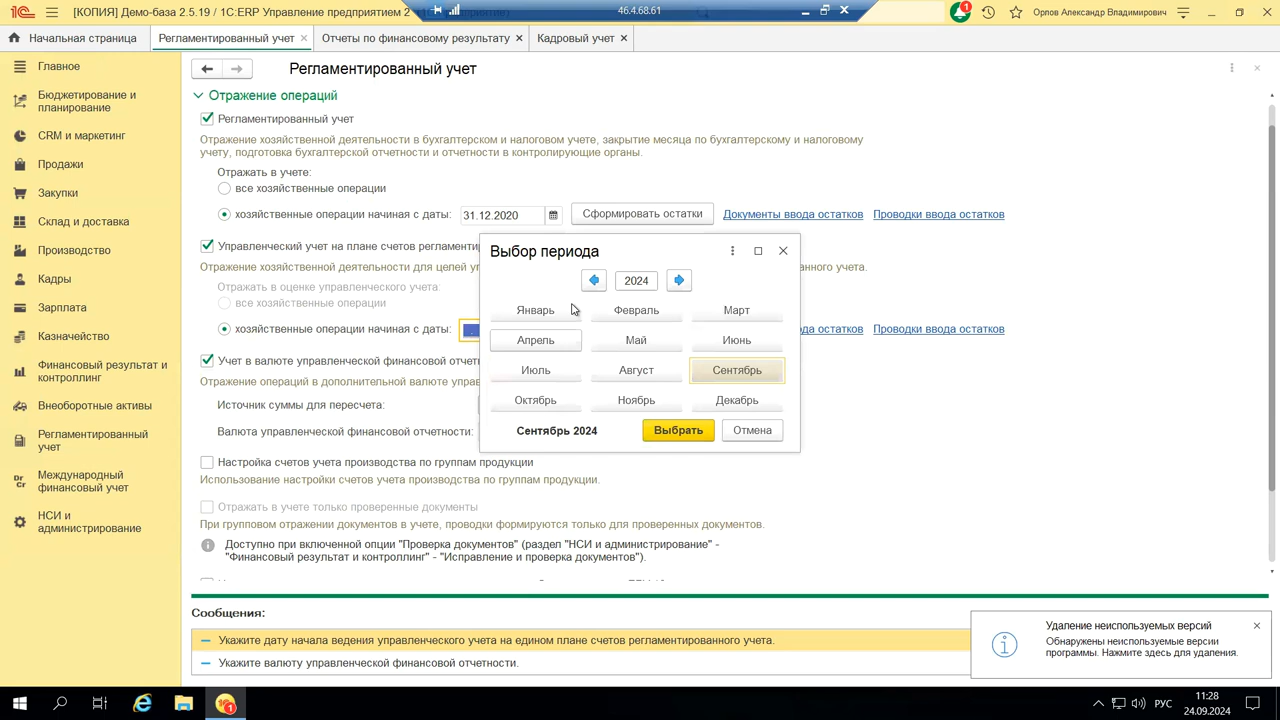 [КОПИЯ] Демо-база 2.5.19 / 1С:ERP Управление предприятием 2
46.4.68.61
1
Орлов Александр Владимирович
Начальная страница
Регламентированный учет
Отчеты по финансовому результату
Кадровый учет
Главное
Бюджетирование и
планирование
CRM и маркетинг
Продажи
Закупки
Склад и доставка
Производство
Кадры
Зарплата
Казначейство
Финансовый результат и
контроллинг
Внеоборотные активы
Регламентированный
учет
Международный
финансовый учет
НСИ и
администрирование
Регламентированный учет
Отражение операций
Регламентированный учет
Отражение хозяйственной деятельности в бухгалтерском и налоговом учете, закрытие месяца по бухгалтерскому и налоговому
учету, подготовка бухгалтерской отчетности и отчетности в контролирующие органы.
Отражать в учете:
все хозяйственные операции
хозяйственные операции начиная с даты: 31.12.2020 Сформировать остатки Документы ввода остатков Проводки ввода остатков
Управленческий учет на плане счетов
Отражение хозяйственной деятельности для целей
Отражать в оценке управленческого учета:
все хозяйственные операции
хозяйственные операции начиная с даты: ввода остатков Проводки ввода остатков
Учет в валюте управленческой финансовой
Отражение операций в дополнительной валюте
Источник суммы для пересчета:
Валюта управленческой финансовой отчетности:
Настройка счетов учета производства по группам продукции
Использование настройки счетов учета производства по группам продукции.
Отражать в учете только проверенные документы
При групповом отражении документов в учете, проводки формируются только для проверенных документов.
Доступно при включенной опции "Проверка документов" (раздел "НСИ и администрирование" -
"Финансовый результат и контроллинг" - "Исправление и проверка документов").
Выбор периода
2024
Январь Февраль Март
Апрель Май Июнь
Июль Август Сентябрь
Октябрь Ноябрь Декабрь
Сентябрь 2024 Выбрать Отмена
Сообщения:
Укажите дату начала ведения управленческого учета на едином плане счетов регламентированного учета.
Укажите валюту управленческой финансовой отчетности.
Удаление неиспользуемых версий
Обнаружены неиспользуемые версии
программы. Нажмите здесь для удаления.
1
РУС
11:28
24.09.2024